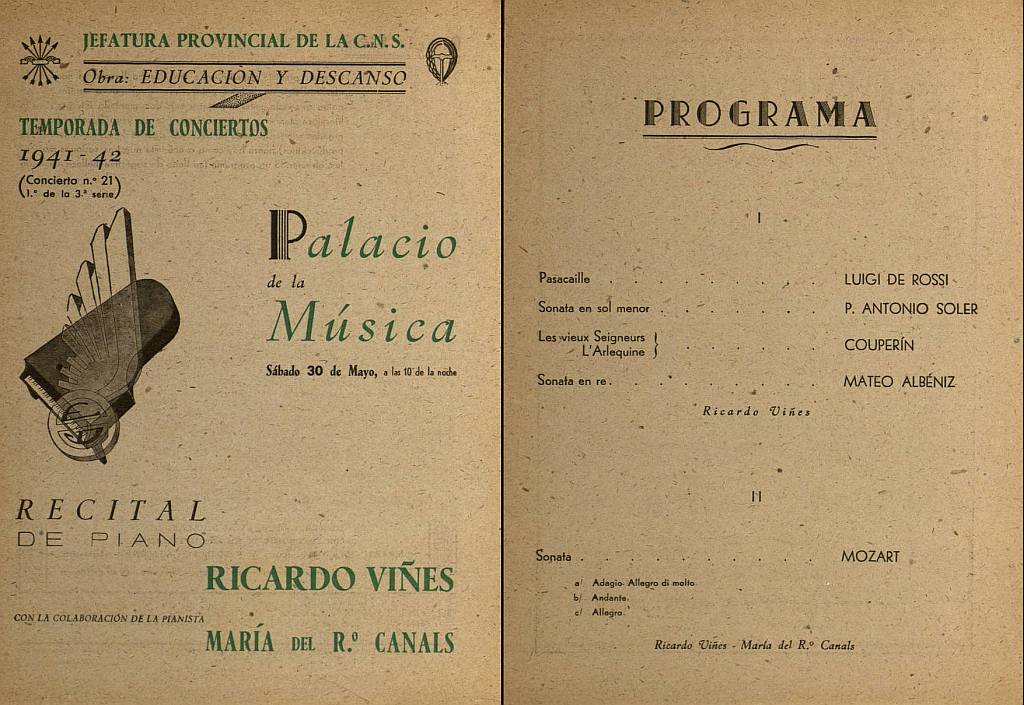 JEFATURA PROVINCIAL DE LA C. N. S.
Obra: EDUCACIÓN Y DESCANSO
TEMPORADA DE CONCIERTOS
1941-42
(Concierto n.º 21
1.º de la 3.ª serie)
Palacio
de la
Música
Sábado 30 de Mayo, a las 10 de la noche
RECITAL
DE PIANO
RICARDO VIÑES
CON LA COLABORACIÓN DE LA PIANISTA
MARÍA DEL R.º CANALS
PROGRAMA
I
Pasacaille . . . . . . . . LUIGI DE ROSSI
Sonata en sol menor . . . . . . P. ANTONIO SOLER
Les vieux Seigneurs
L'Arlequine } . . . . . . COUPERÍN
Sonata en re . . . . . . . . MATEO ALBÉNIZ
Ricardo Viñes
II
Sonata . . . . . . . . . MOZART
a/ Adagio-Allegro di molto.
b/ Andante.
c/ Allegro.
Ricardo Viñes - María del R.º Canals